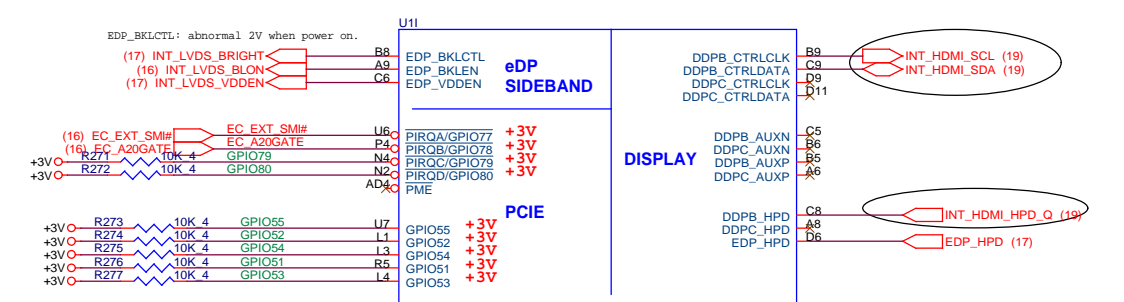 U1I
EDP_BKLCTL: abnormal 2V when power on.
(17) INT_LVDS_BRIGHT B8 EDP_BKLCTL
(16) INT_LVDS_BLON A9 EDP_BKLEN
(17) INT_LVDS_VDDEN C6 EDP_VDDEN
eDP
SIDEBAND
DDPB_CTRLCLK B9 INT_HDMI_SCL (19)
DDPB_CTRLDATA C9 INT_HDMI_SDA (19)
DDPC_CTRLCLK D9
DDPC_CTRLDATA D11
(16) EC_EXT_SMI# EC_EXT_SMI# U6 PIRQA/GPIO77 +3V
(16) EC_A20GATE EC_A20GATE P4 PIRQB/GPIO78 +3V
+3V R271 10K_4 GPIO79 N4 PIRQC/GPIO79 +3V
+3V R272 10K_4 GPIO80 N2 PIRQD/GPIO80 +3V
AD4 PME
DISPLAY
DDPB_AUXN C5
DDPC_AUXN B6
DDPB_AUXP B5
DDPC_AUXP A6
PCIE
+3V R273 10K_4 GPIO55 U7 GPIO55 +3V
+3V R274 10K_4 GPIO52 L1 GPIO52 +3V
+3V R275 10K_4 GPIO54 L3 GPIO54 +3V
+3V R276 10K_4 GPIO51 R5 GPIO51 +3V
+3V R277 10K_4 GPIO53 L4 GPIO53 +3V
DDPB_HPD C8 INT_HDMI_HPD_Q (19)
DDPC_HPD A8
EDP_HPD D6 EDP_HPD (17)